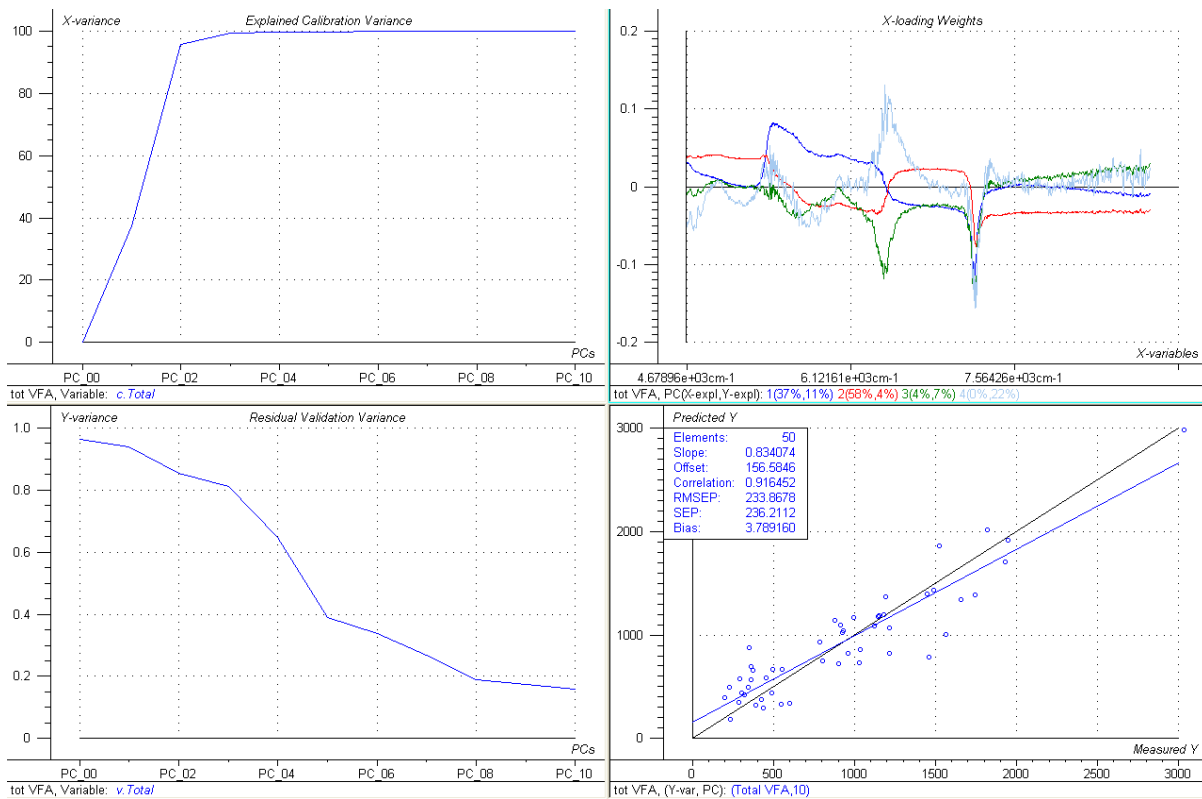 X-variance
Explained Calibration Variance
100
80
60
40
20
0
PCs
PC_00 PC_02 PC_04 PC_06 PC_08 PC_10
tot VFA, Variable: c.Total
X-loading Weights
0.2
0.1
0
-0.1
-0.2
X-variables
4.67896e+03cm-1 6.12161e+03cm-1 7.56426e+03cm-1
tot VFA, PC(X-expl,Y-expl): 1(37%,11%) 2(58%,4%) 3(4%,7%) 4(0%,22%)
Y-variance
Residual Validation Variance
1.0
0.8
0.6
0.4
0.2
0
PCs
PC_00 PC_02 PC_04 PC_06 PC_08 PC_10
tot VFA, Variable: v.Total
Predicted Y
3000
2000
1000
0
Elements: 50
Slope: 0.834074
Offset: 156.5846
Correlation: 0.916452
RMSEP: 233.8678
SEP: 236.2112
Bias: 3.789160
Measured Y
0 500 1000 1500 2000 2500 3000
tot VFA, (Y-var, PC): (Total VFA,10)